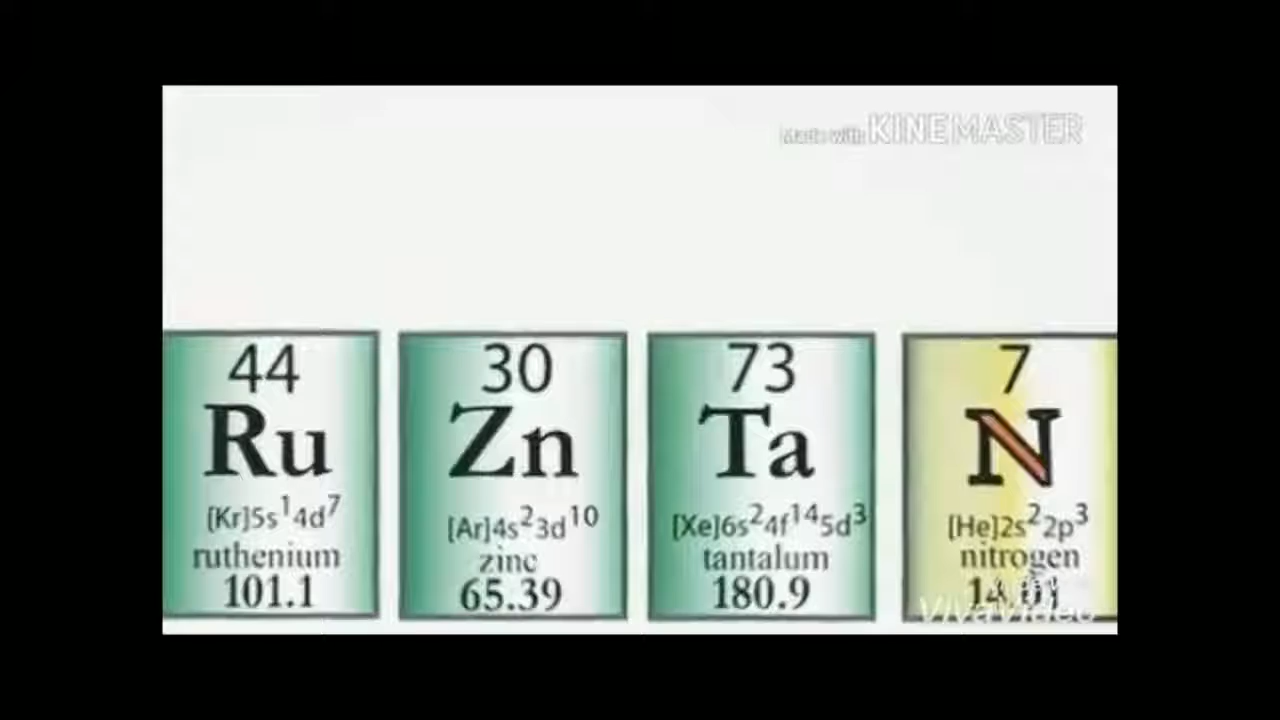 Made with KINEMASTER
44 30 73 7
Ru Zn Ta N
[Kr]5s¹4d⁷ [Ar]4s²3d¹⁰ [Xe]6s²4f¹⁴5d³ [He]2s²2p³
ruthenium zinc tantalum nitrogen
101.1 65.39 180.9
VivaVideo